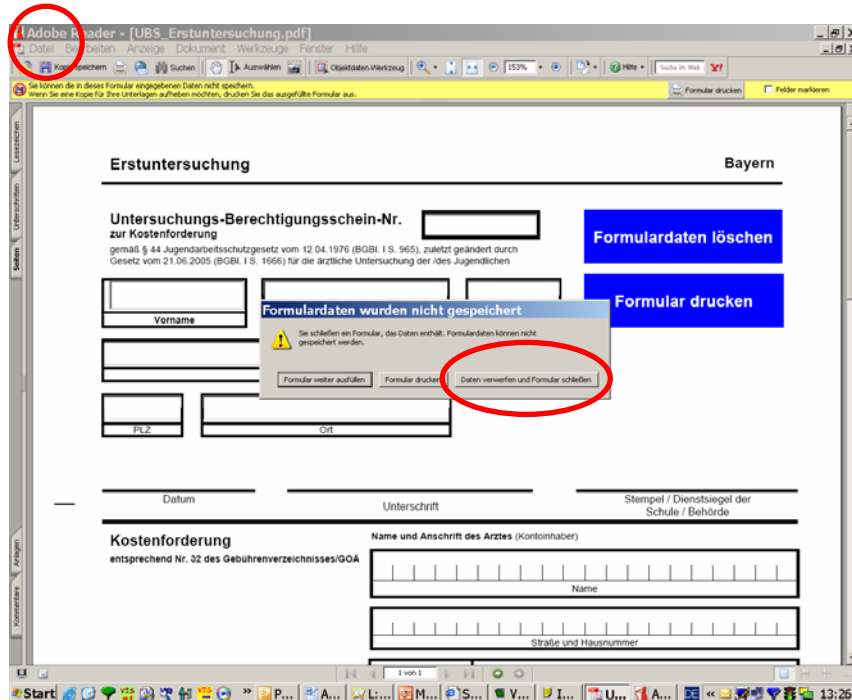 Adobe Reader - [UBS_Erstuntersuchung.pdf]
Datei Bearbeiten Anzeige Dokument Werkzeuge Fenster Hilfe
Kopie speichern Suchen Auswählen Objektdaten-Werkzeug 153% Hilfe Suche im Web Y!
Sie können die in dieses Formular eingegebenen Daten nicht speichern.
Wenn Sie eine Kopie für Ihre Unterlagen aufheben möchten, drucken Sie das ausgefüllte Formular aus.
Formular drucken Felder markieren
Lesezeichen
Unterschriften
Seiten
Anlagen
Kommentare
Erstuntersuchung Bayern
Untersuchungs-Berechtigungsschein-Nr.
zur Kostenforderung
gemäß § 44 Jugendarbeitsschutzgesetz vom 12.04.1976 (BGBl. I S. 965), zuletzt geändert durch
Gesetz vom 21.06.2005 (BGBl. I S. 1666) für die ärztliche Untersuchung der /des Jugendlichen
Formulardaten löschen
Formular drucken
Vorname
Formulardaten wurden nicht gespeichert
Sie schließen ein Formular, das Daten enthält. Formulardaten können nicht
gespeichert werden.
Formular weiter ausfüllen Formular drucken Daten verwerfen und Formular schließen
PLZ Ort
Datum Unterschrift Stempel / Dienstsiegel der
Schule / Behörde
Kostenforderung
entsprechend Nr. 32 des Gebührenverzeichnisses/GOÄ
Name und Anschrift des Arztes (Kontoinhaber)
Name
Straße und Hausnummer
1 von 1
Start P... A... L:... M... S... V... I... U... A... DE 13:26